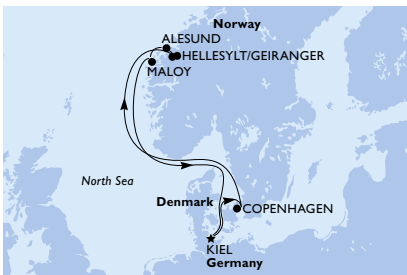 Norway
ALESUND
HELLESYLT/GEIRANGER
MALOY
North Sea
Denmark
COPENHAGEN
KIEL
Germany